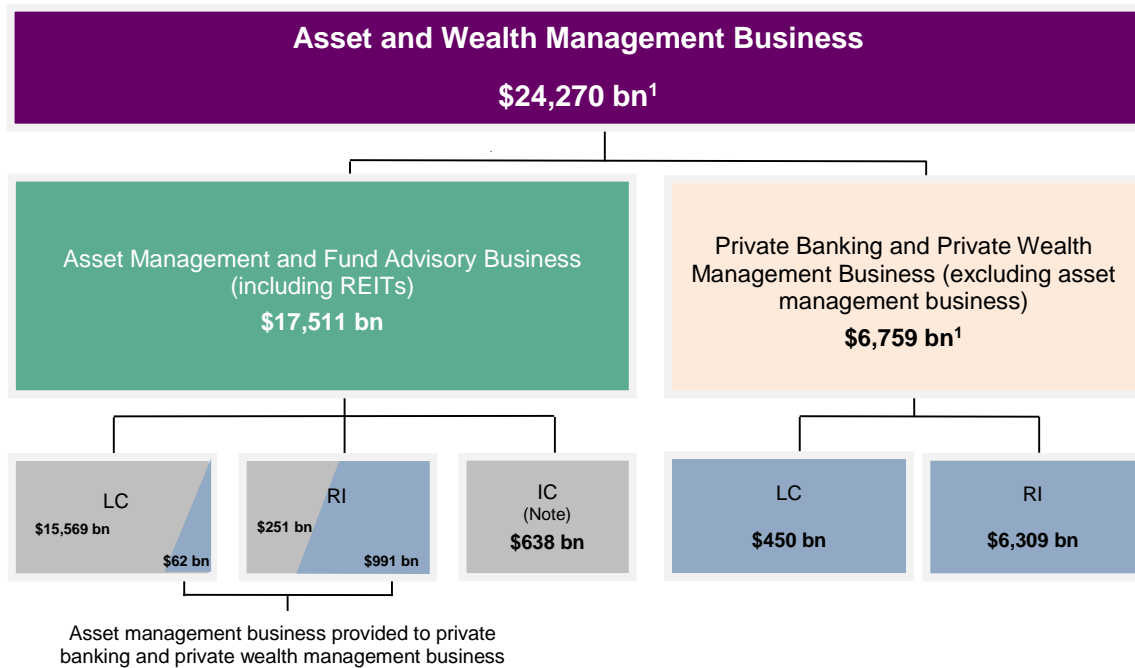 Asset and Wealth Management Business
$24,270 bn¹
Asset Management and Fund Advisory Business
(including REITs)
$17,511 bn
Private Banking and Private Wealth
Management Business (excluding asset
management business)
$6,759 bn¹
LC
$15,569 bn
$62 bn
RI
$251 bn
$991 bn
IC
(Note)
$638 bn
LC
$450 bn
RI
$6,309 bn
Asset management business provided to private
banking and private wealth management business